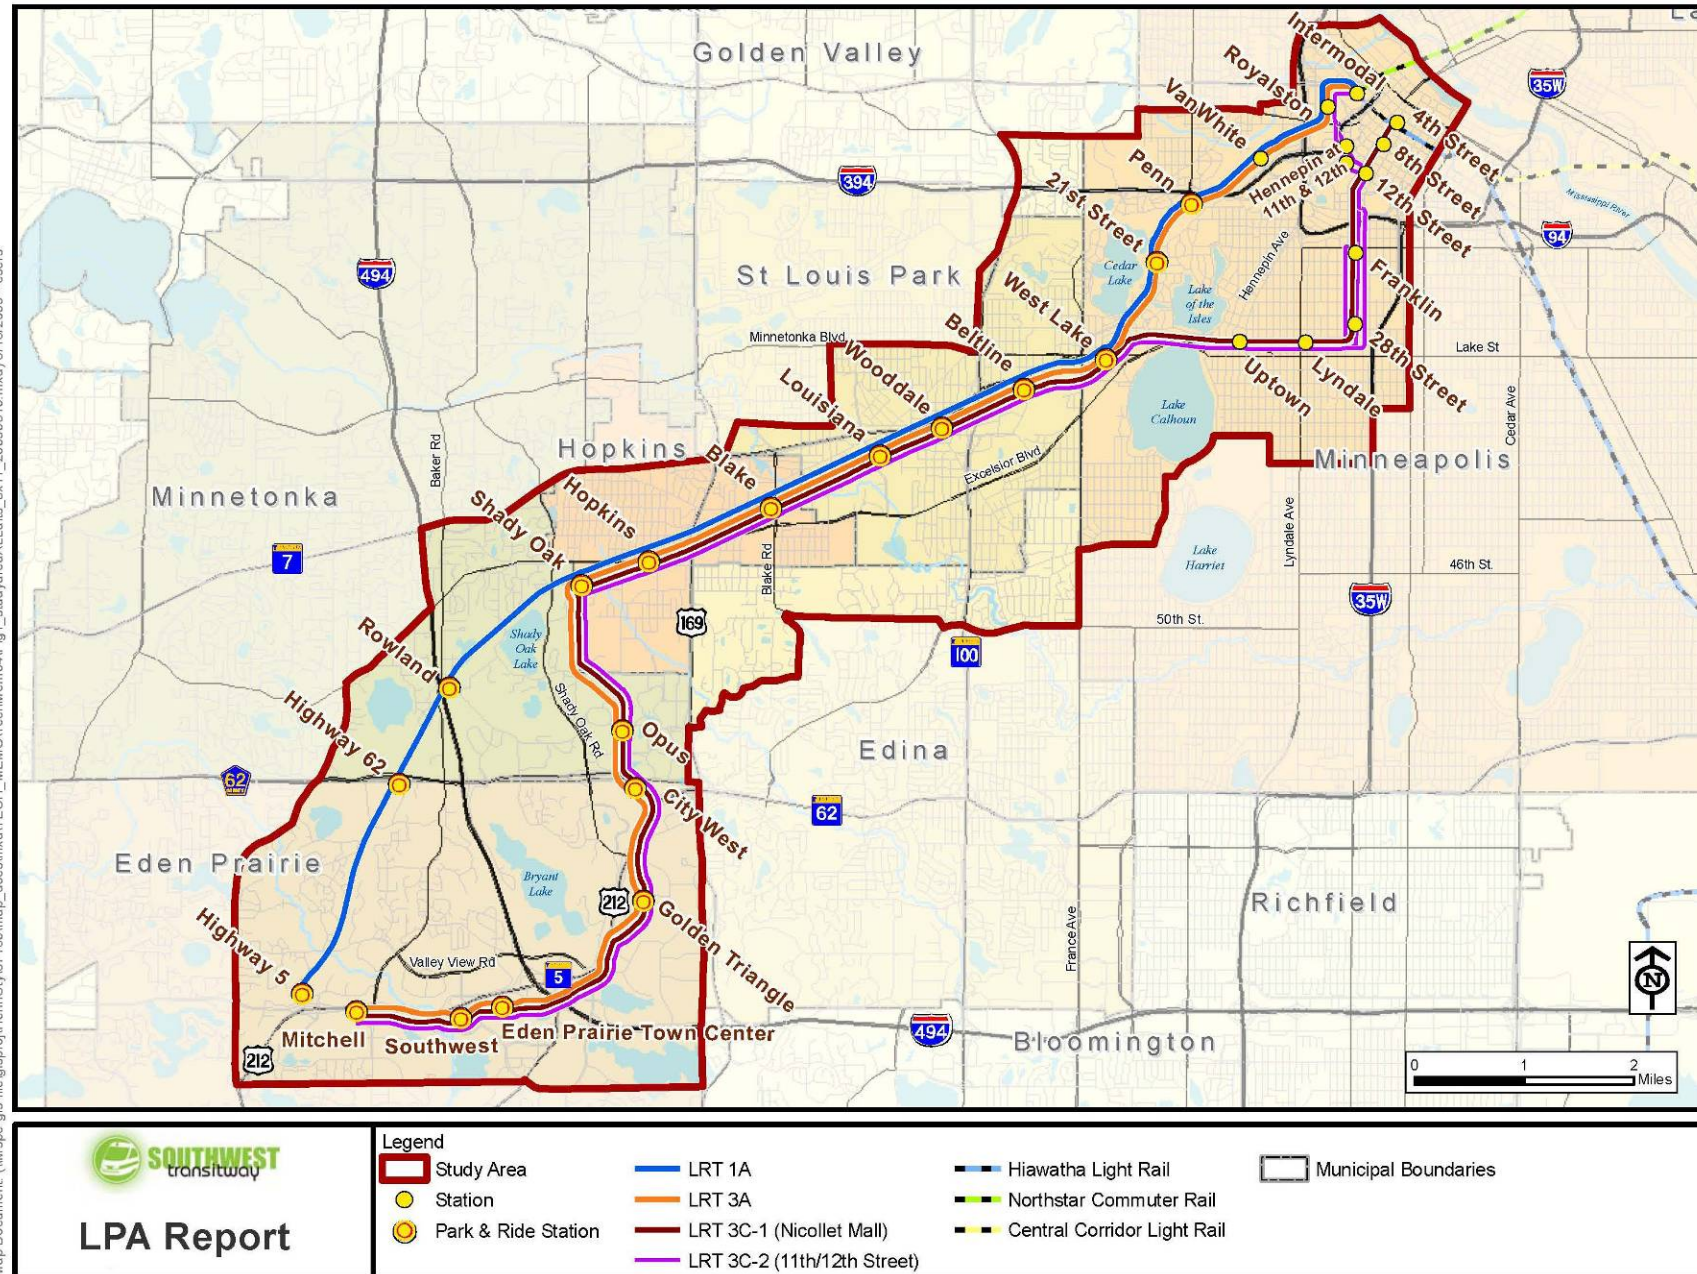 Golden Valley
Intermodal
Royalston
VanWhite
Penn
21st Street
West Lake
Beltline
Wooddale
Louisiana
Blake
Hopkins
Shady Oak
Rowland
Highway 62
Highway 5
Mitchell
Southwest
Eden Prairie Town Center
Golden Triangle
City West
Opus
4th Street
8th Street
12th Street
Hennepin at
11th & 12th
Franklin
28th Street
Lyndale
Uptown
35W
394
494
94
St Louis Park
Cedar
Lake
Lake
of the
Isles
Hennepin Ave
Mississippi River
Minnetonka Blvd
Lake St
Lake
Calhoun
Cedar Ave
Hopkins
Minnetonka
Baker Rd
Excelsior Blvd
Minneapolis
7
Blake Rd
Lake
Harriet
Lyndale Ave
46th St.
169
50th St.
35W
100
Shady
Oak
Lake
Shady Oak Rd
Edina
62
62
Eden Prairie
Bryant
Lake
212
Richfield
France Ave
Valley View Rd
5
494
Bloomington
212
N
0 1 2
Miles
SOUTHWEST
transitway
LPA Report
Legend
Study Area
Station
Park & Ride Station
LRT 1A
LRT 3A
LRT 3C-1 (Nicollet Mall)
LRT 3C-2 (11th/12th Street)
Hiawatha Light Rail
Northstar Commuter Rail
Central Corridor Light Rail
Municipal Boundaries